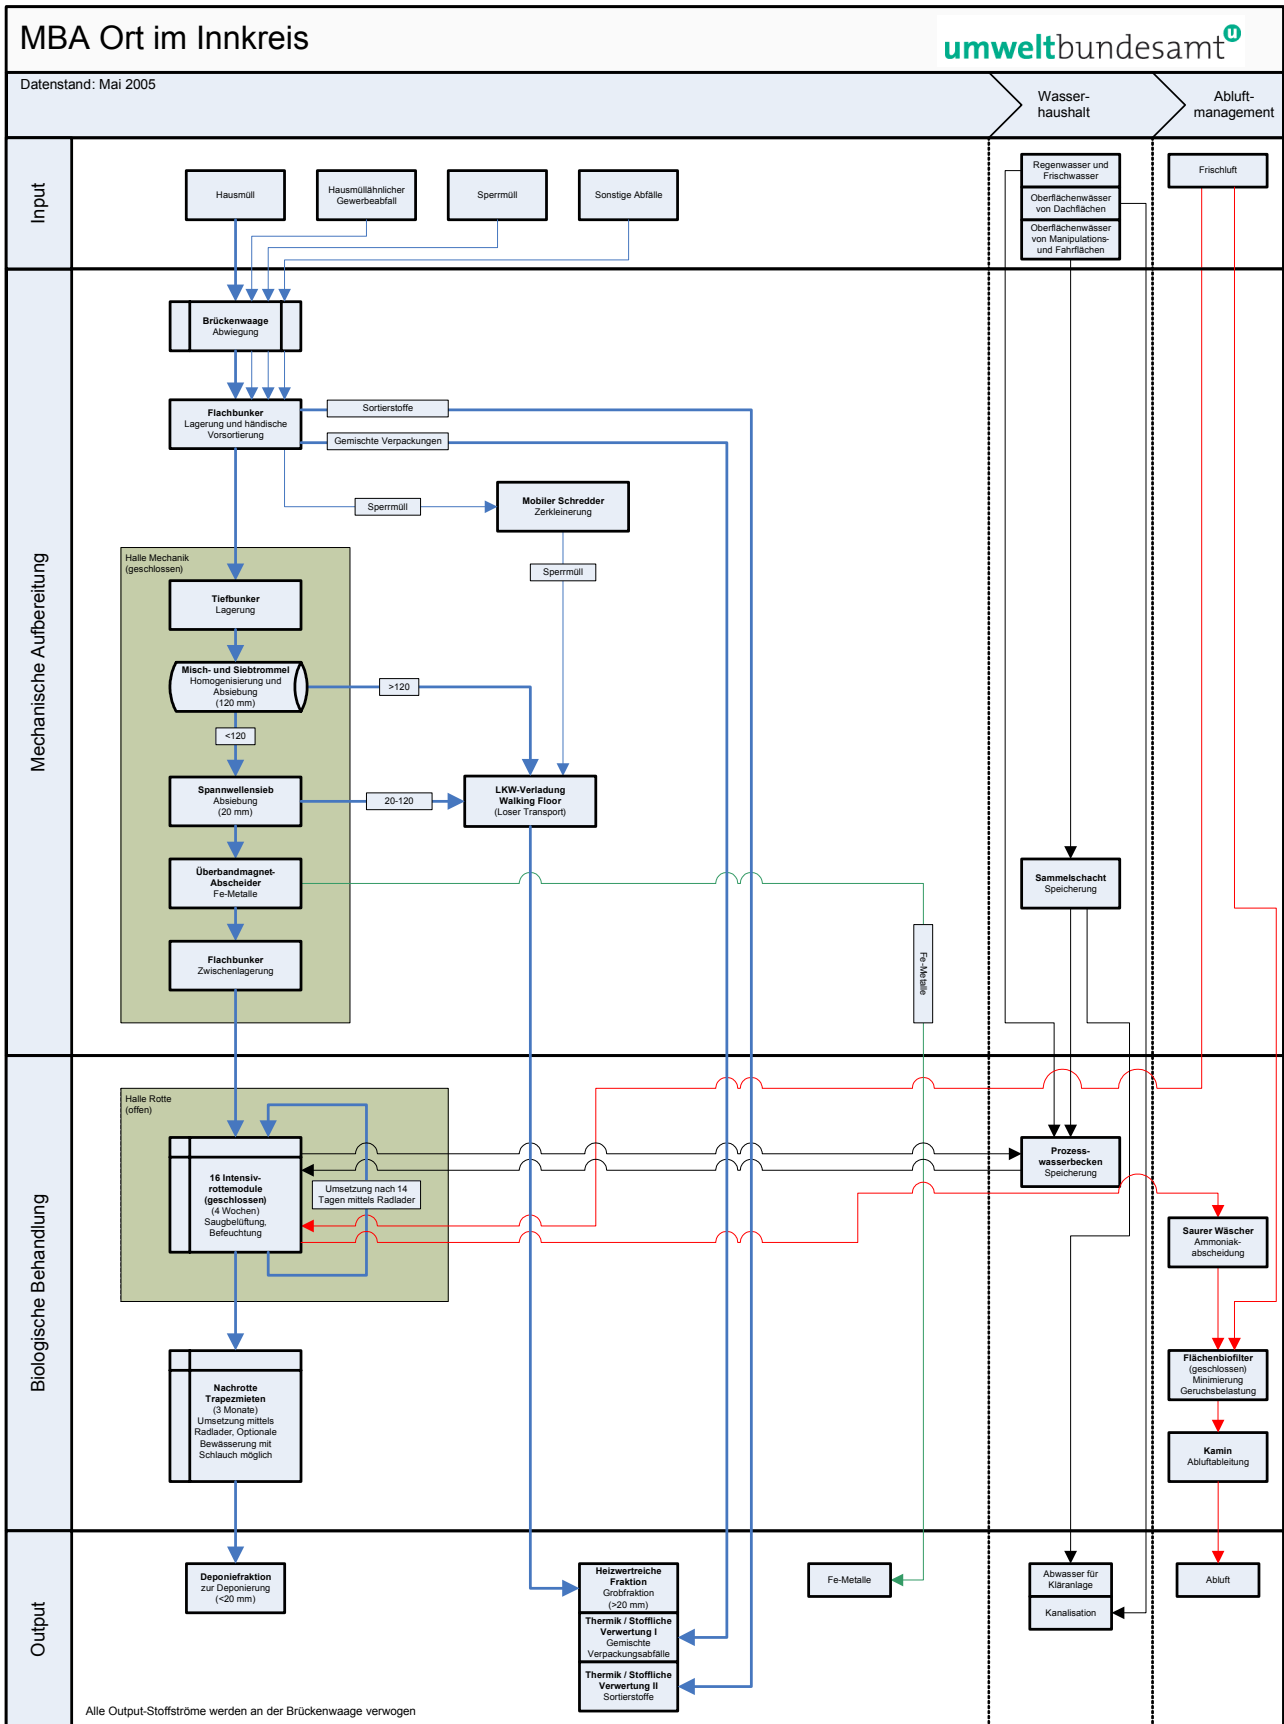 MBA Ort im Innkreis
umweltbundesamt
u
Datenstand: Mai 2005
Wasser-
haushalt
Abluft-
management
Input
Hausmüll
Hausmüllähnlicher
Gewerbeabfall
Sperrmüll
Sonstige Abfälle
Regenwasser und
Frischwasser
Oberflächenwässer
von Dachflächen
Oberflächenwässer
von Manipulations-
und Fahrflächen
Frischluft
Mechanische Aufbereitung
Brückenwaage
Abwiegung
Flachbunker
Lagerung und händische
Vorsortierung
Sortierstoffe
Gemischte Verpackungen
Sperrmüll
Mobiler Schredder
Zerkleinerung
Sperrmüll
Halle Mechanik
(geschlossen)
Tiefbunker
Lagerung
Misch- und Siebtrommel
Homogenisierung und
Absiebung
(120 mm)
>120
<120
Spannwellensieb
Absiebung
(20 mm)
20-120
LKW-Verladung
Walking Floor
(Loser Transport)
Überbandmagnet-
Abscheider
Fe-Metalle
Flachbunker
Zwischenlagerung
Fe-Metalle
Sammelschacht
Speicherung
Biologische Behandlung
Halle Rotte
(offen)
16 Intensiv-
rottemodule
(geschlossen)
(4 Wochen)
Saugbelüftung,
Befeuchtung
Umsetzung nach 14
Tagen mittels Radlader
Prozess-
wasserbecken
Speicherung
Saurer Wäscher
Ammoniak-
abscheidung
Flächenbiofilter
(geschlossen)
Minimierung
Geruchsbelastung
Nachrotte
Trapezmieten
(3 Monate)
Umsetzung mittels
Radlader, Optionale
Bewässerung mit
Schlauch möglich
Kamin
Abluftableitung
Output
Deponiefraktion
zur Deponierung
(<20 mm)
Heizwertreiche
Fraktion
Grobfraktion
(>20 mm)
Thermik / Stoffliche
Verwertung I
Gemischte
Verpackungsabfälle
Thermik / Stoffliche
Verwertung II
Sortierstoffe
Fe-Metalle
Abwasser für
Kläranlage
Kanalisation
Abluft
Alle Output-Stoffströme werden an der Brückenwaage verwogen